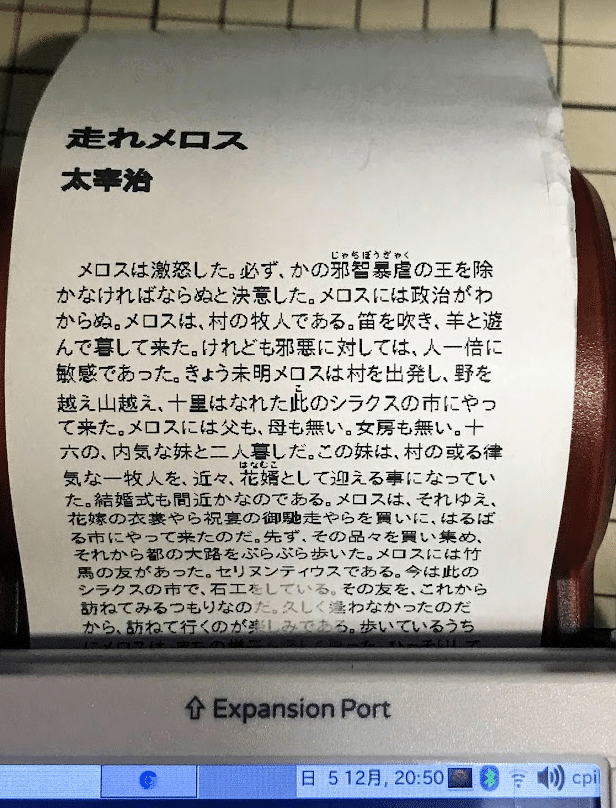 走れメロス
太宰治
じゃちぼうぎゃく
メロスは激怒した。必ず、かの邪智暴虐の王を除
かなければならぬと決意した。メロスには政治がわ
からぬ。メロスは、村の牧人である。笛を吹き、羊と遊
んで暮して来た。けれども邪悪に対しては、人一倍に
敏感であった。きょう未明メロスは村を出発し、野を
こ
越え山越え、十里はなれた此のシラクスの市にやっ
て来た。メロスには父も、母も無い。女房も無い。十
六の、内気な妹と二人暮しだ。この妹は、村の或る律
はなむこ
気な一牧人を、近々、花婿として迎える事になってい
た。結婚式も間近かなのである。メロスは、それゆえ、
花嫁の衣裳やら祝宴の御馳走やらを買いに、はるば
る市にやって来たのだ。先ず、その品々を買い集め、
それから都の大路をぶらぶら歩いた。メロスには竹
馬の友があった。セリヌンティウスである。今は此の
シラクスの市で、石工をしている。その友を、これから
訪ねてみるつもりなのだ。久しく逢わなかったのだ
から、訪ねて行くのが楽しみである。歩いているうち
にメロスは、
Expansion Port
日 5 12月, 20:50 cpi